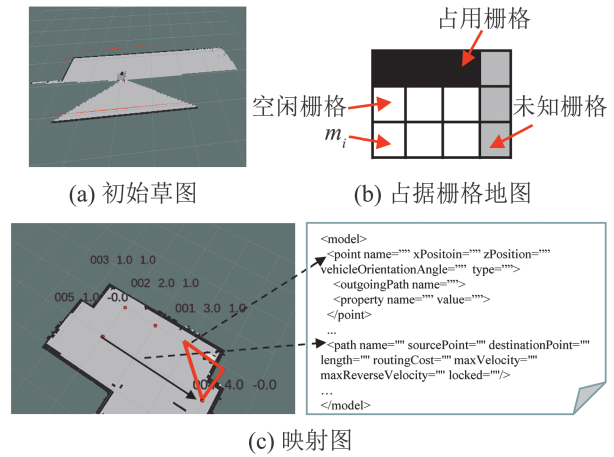 占用栅格
空闲栅格
未知栅格
mi
(a) 初始草图
(b) 占据栅格地图
003 1.0 1.0
002 2.0 1.0
001 3.0 1.0
005 1.0 -0.0
4.0 -0.0
<model>
<point name="" xPositoin="" zPosition=""
vehicleOrientationAngle="" type="">
<outgoingPath name="">
<property name="" value="">
</point>
...
<path name="" sourcePoint="" destinationPoint=""
length="" routingCost="" maxVelocity=""
maxReverseVelocity="" locked=""/>
…
</model>
(c) 映射图